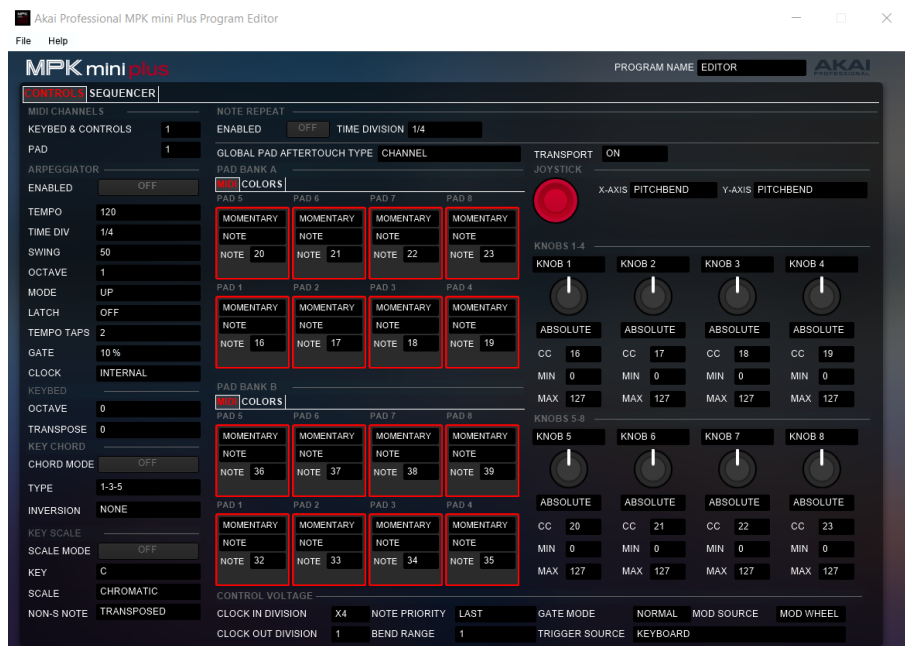 Akai Professional MPK mini Plus Program Editor
File Help
MPK mini plus
PROGRAM NAME EDITOR
AKAI
PROFESSIONAL
CONTROLS SEQUENCER
MIDI CHANNELS
KEYBED & CONTROLS 1
PAD 1
ARPEGGIATOR
ENABLED OFF
TEMPO 120
TIME DIV 1/4
SWING 50
OCTAVE 1
MODE UP
LATCH OFF
TEMPO TAPS 2
GATE 10 %
CLOCK INTERNAL
KEYBED
OCTAVE 0
TRANSPOSE 0
KEY CHORD
CHORD MODE OFF
TYPE 1-3-5
INVERSION NONE
KEY SCALE
SCALE MODE OFF
KEY C
SCALE CHROMATIC
NON-S NOTE TRANSPOSED
NOTE REPEAT
ENABLED OFF TIME DIVISION 1/4
GLOBAL PAD AFTERTOUCH TYPE CHANNEL
PAD BANK A
MIDI COLORS
PAD 5 PAD 6 PAD 7 PAD 8
MOMENTARY MOMENTARY MOMENTARY MOMENTARY
NOTE NOTE NOTE NOTE
NOTE 20 NOTE 21 NOTE 22 NOTE 23
PAD 1 PAD 2 PAD 3 PAD 4
MOMENTARY MOMENTARY MOMENTARY MOMENTARY
NOTE NOTE NOTE NOTE
NOTE 16 NOTE 17 NOTE 18 NOTE 19
PAD BANK B
MIDI COLORS
PAD 5 PAD 6 PAD 7 PAD 8
MOMENTARY MOMENTARY MOMENTARY MOMENTARY
NOTE NOTE NOTE NOTE
NOTE 36 NOTE 37 NOTE 38 NOTE 39
PAD 1 PAD 2 PAD 3 PAD 4
MOMENTARY MOMENTARY MOMENTARY MOMENTARY
NOTE NOTE NOTE NOTE
NOTE 32 NOTE 33 NOTE 34 NOTE 35
TRANSPORT ON
JOYSTICK
X-AXIS PITCHBEND Y-AXIS PITCHBEND
KNOBS 1-4
KNOB 1 KNOB 2 KNOB 3 KNOB 4
ABSOLUTE ABSOLUTE ABSOLUTE ABSOLUTE
CC 16 CC 17 CC 18 CC 19
MIN 0 MIN 0 MIN 0 MIN 0
MAX 127 MAX 127 MAX 127 MAX 127
KNOBS 5-8
KNOB 5 KNOB 6 KNOB 7 KNOB 8
ABSOLUTE ABSOLUTE ABSOLUTE ABSOLUTE
CC 20 CC 21 CC 22 CC 23
MIN 0 MIN 0 MIN 0 MIN 0
MAX 127 MAX 127 MAX 127 MAX 127
CONTROL VOLTAGE
CLOCK IN DIVISION X4 NOTE PRIORITY LAST GATE MODE NORMAL MOD SOURCE MOD WHEEL
CLOCK OUT DIVISION 1 BEND RANGE 1 TRIGGER SOURCE KEYBOARD